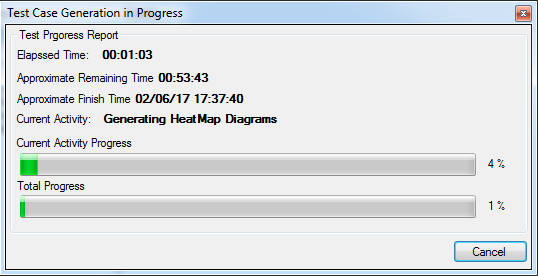 Test Case Generation in Progress
Test Prgoress Report
Elapssed Time: 00:01:03
Approximate Remaining Time 00:53:43
Approximate Finish Time 02/06/17 17:37:40
Current Activity: Generating HeatMap Diagrams
Current Activity Progress
4 %
Total Progress
1 %
Cancel